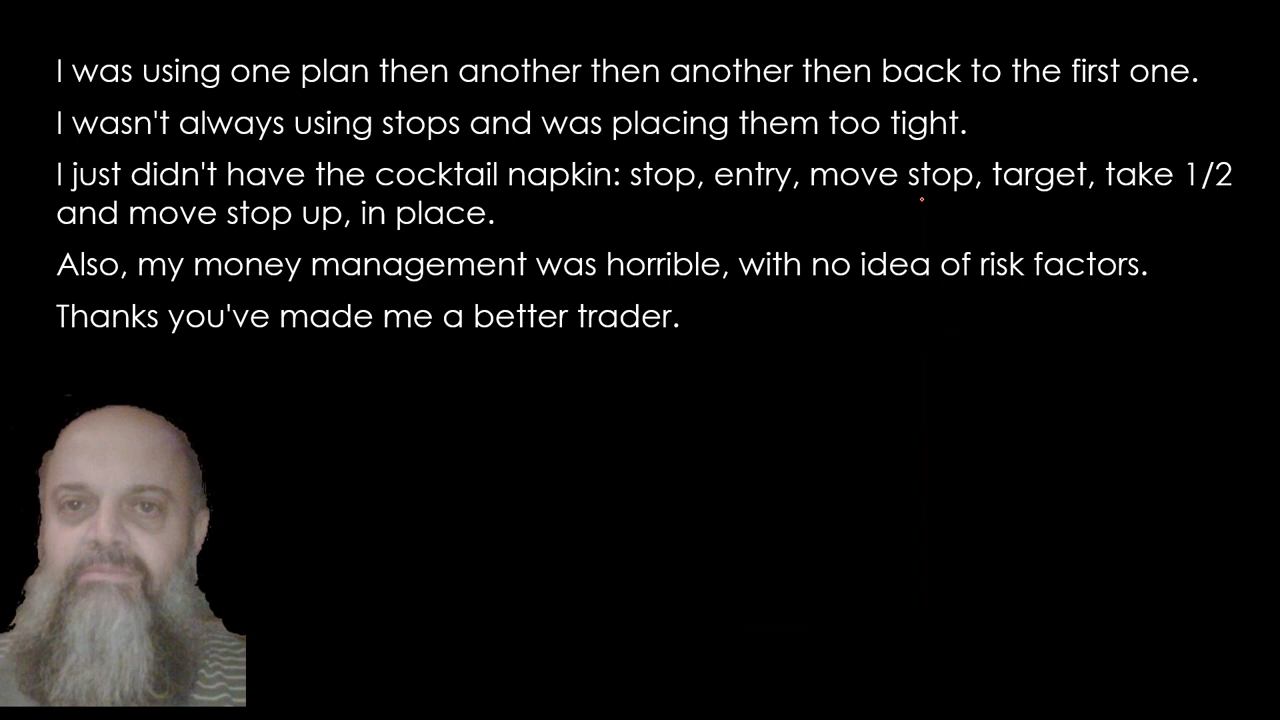 I was using one plan then another then another then back to the first one.
I wasn't always using stops and was placing them too tight.
I just didn't have the cocktail napkin: stop, entry, move stop, target, take 1/2
and move stop up, in place.
Also, my money management was horrible, with no idea of risk factors.
Thanks you've made me a better trader.